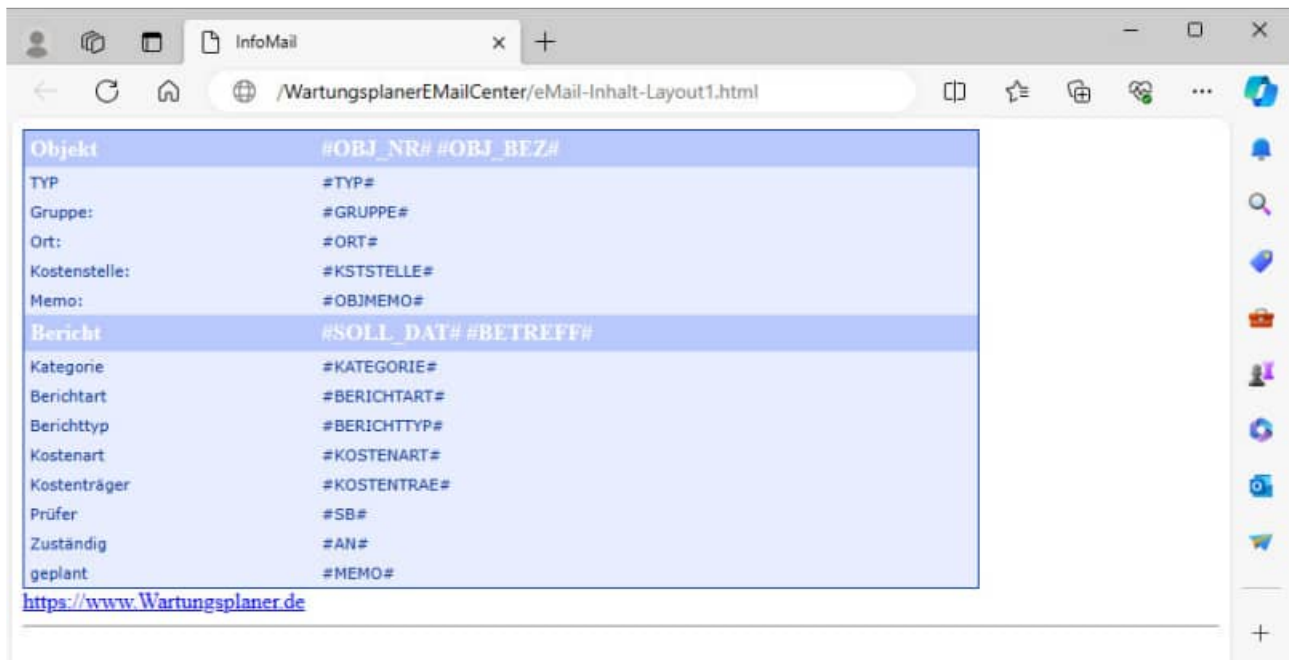 InfoMail
/WartungsplanerEMailCenter/eMail-Inhalt-Layout1.html
Objekt #OBJ_NR# #OBJ_BEZ#
TYP #TYP#
Gruppe: #GRUPPE#
Ort: #ORT#
Kostenstelle: #KSTSTELLE#
Memo: #OBJMEMO#
Bericht #SOLL_DAT# #BETREFF#
Kategorie #KATEGORIE#
Berichtart #BERICHTART#
Berichttyp #BERICHTTYP#
Kostenart #KOSTENART#
Kostenträger #KOSTENTRAE#
Prüfer #SB#
Zuständig #AN#
geplant #MEMO#
https://www.Wartungsplaner.de